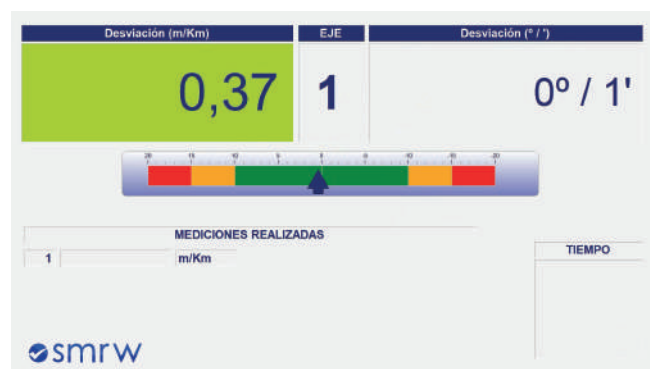 Desviación (m/Km) EJE Desviación (º / ')
0,37 1 0º / 1'
20 15 10 5 0 -5 -10 -15 -20
MEDICIONES REALIZADAS
TIEMPO
1 m/Km
smrw